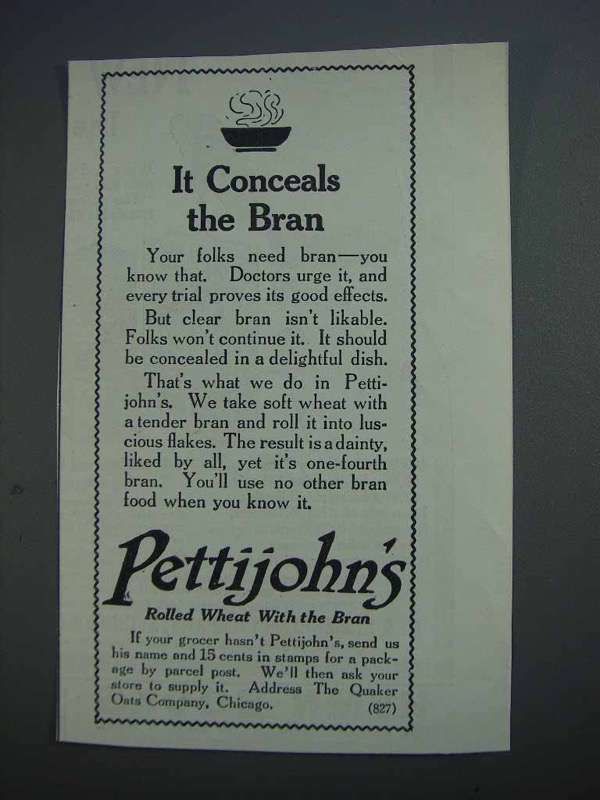 It Conceals
the Bran
Your folks need bran—you
know that. Doctors urge it, and
every trial proves its good effects.
But clear bran isn't likable.
Folks won't continue it. It should
be concealed in a delightful dish.
That's what we do in Petti-
john's. We take soft wheat with
a tender bran and roll it into lus-
cious flakes. The result is a dainty,
liked by all, yet it's one-fourth
bran. You'll use no other bran
food when you know it.
Pettijohn's
Rolled Wheat With the Bran
If your grocer hasn't Pettijohn's, send us
his name and 15 cents in stamps for a pack-
age by parcel post. We'll then ask your
store to supply it. Address The Quaker
Oats Company, Chicago. (827)